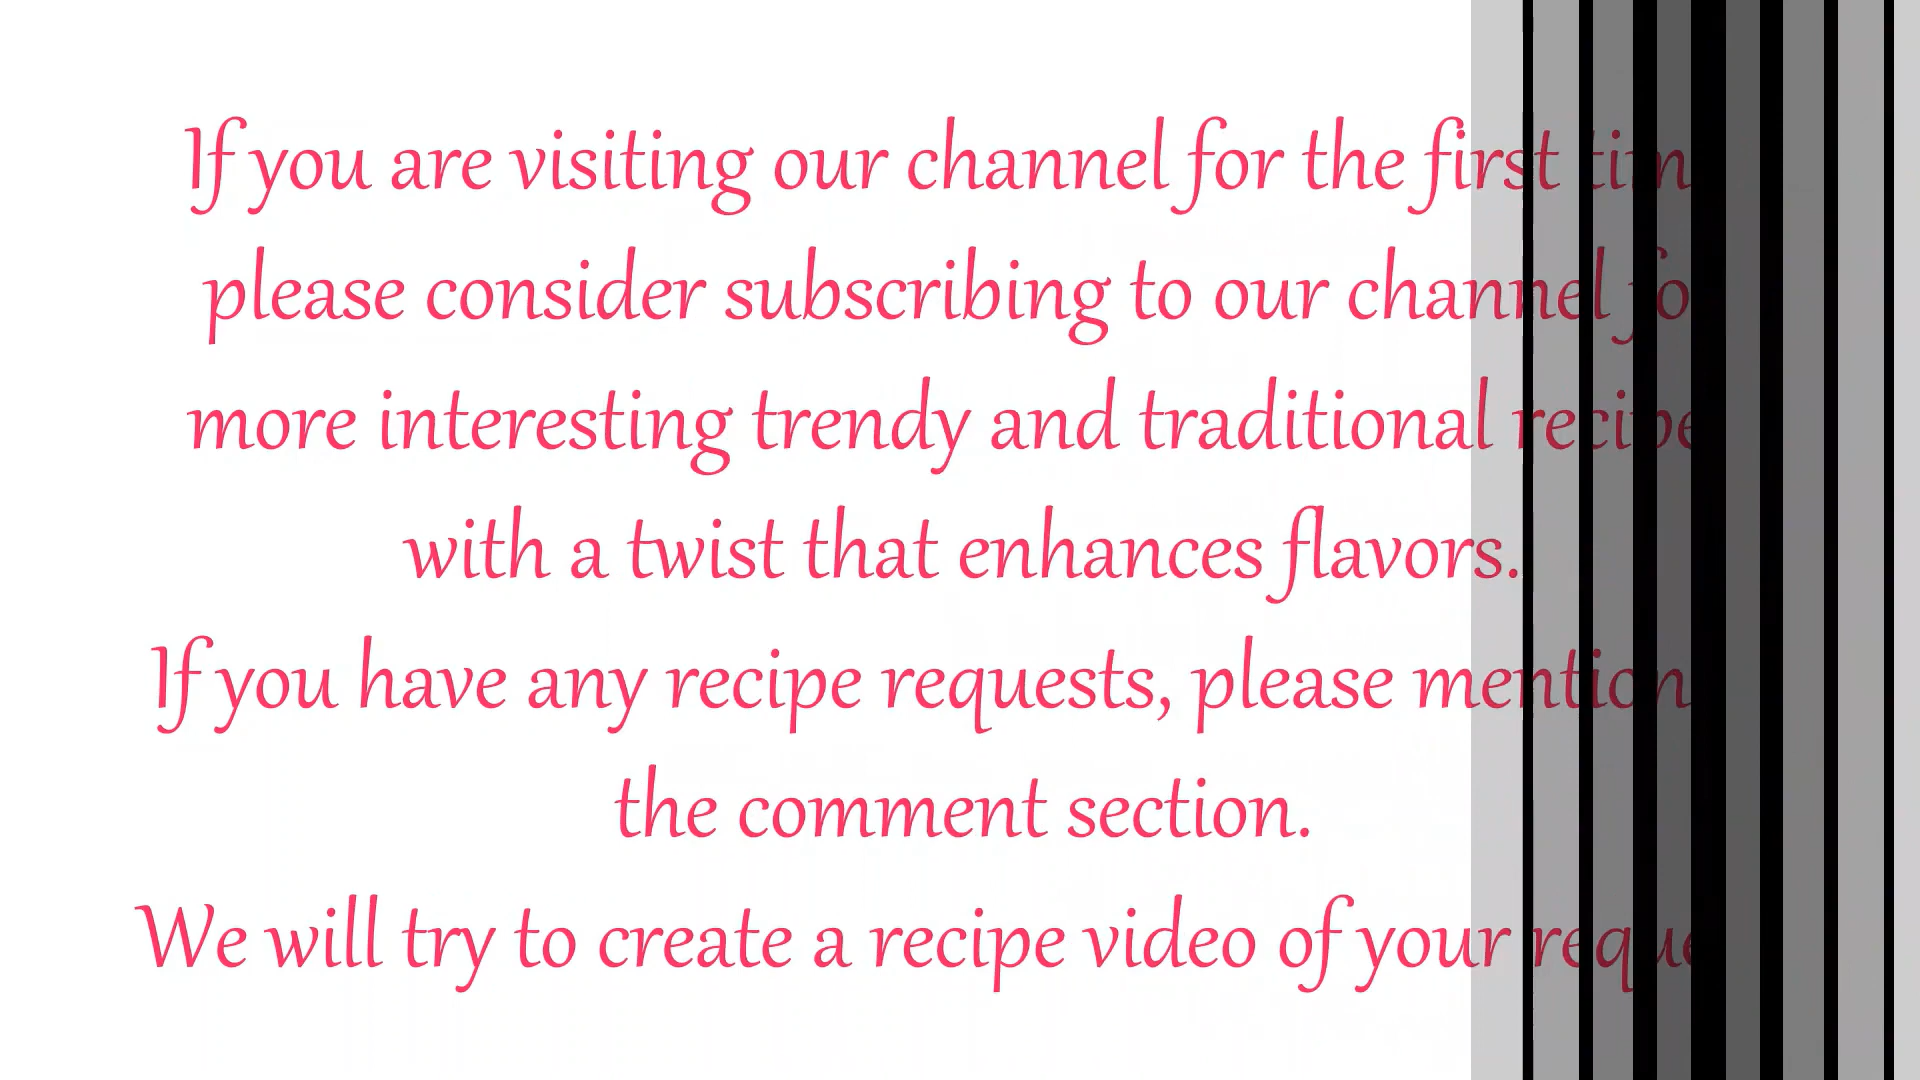 If you are visiting our channel for the first
please consider subscribing to our channel
more interesting trendy and traditional
with a twist that enhances flavors.
If you have any recipe requests, please mention
the comment section.
We will try to create a recipe video of your